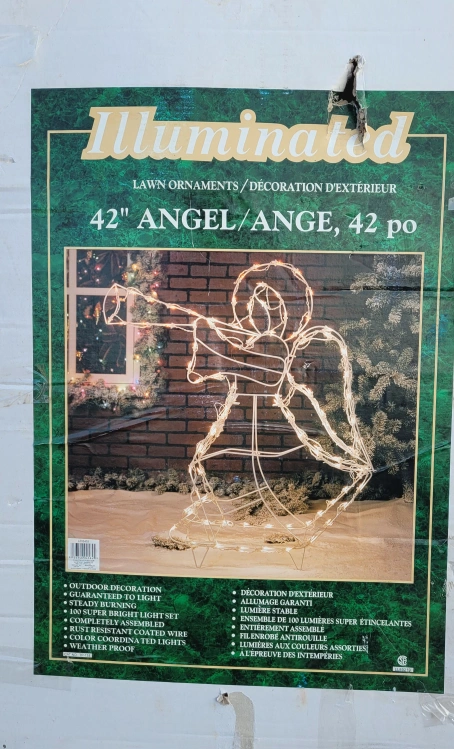 Illuminated
LAWN ORNAMENTS/DÉCORATION D'EXTÉRIEUR
42" ANGEL/ANGE, 42 po
• OUTDOOR DECORATION
• GUARANTEED TO LIGHT
• STEADY BURNING
• 100 SUPER BRIGHT LIGHT SET
• COMPLETELY ASSEMBLED
• RUST RESISTANT COATED WIRE
• COLOR COORDINATED LIGHTS
• WEATHER PROOF
• DÉCORATION D'EXTÉRIEUR
• ALLUMAGE GARANTI
• LUMIÈRE STABLE
• ENSEMBLE DE 100 LUMIÈRES SUPER ÉTINCELANTES
• ENTIÈREMENT ASSEMBLÉ
• FIL ENROBÉ ANTIROUILLE
• LUMIÈRES AUX COULEURS ASSORTIES
• À L'ÉPREUVE DES INTEMPÉRIES